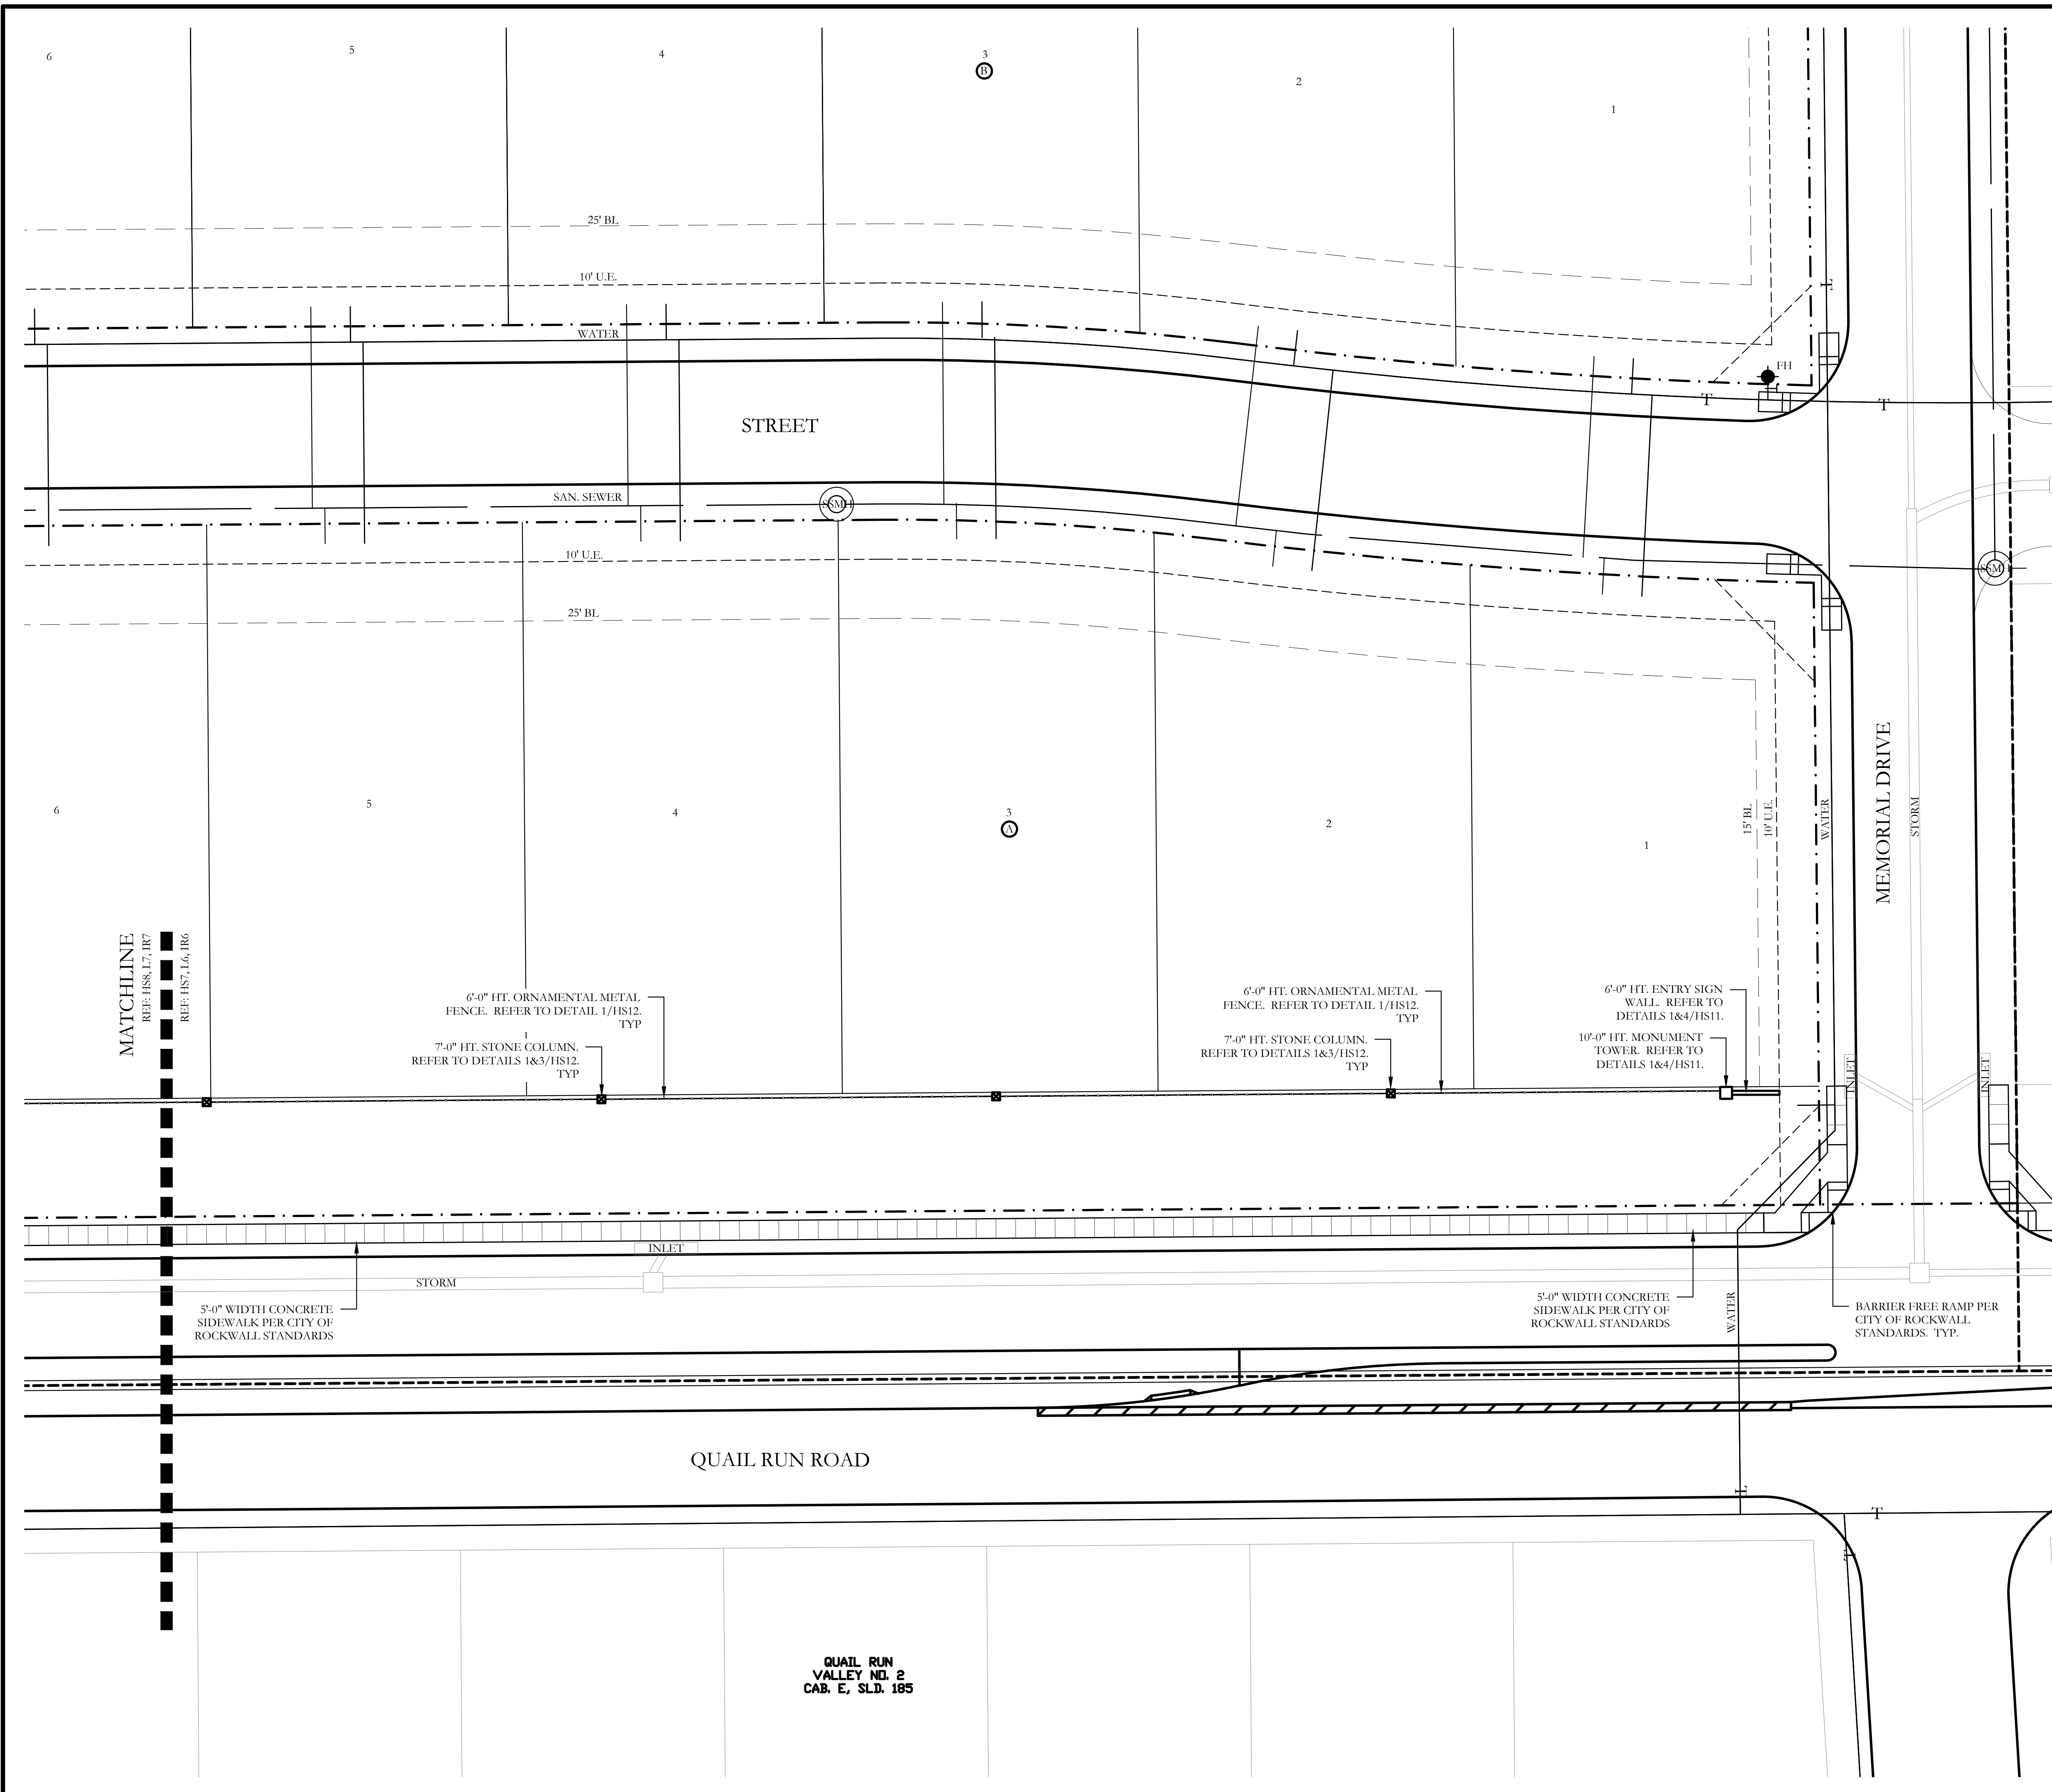 6
5
4
3
B
2
1
25' BL
10' U.E.
WATER
FH
T
T
T
STREET
SAN. SEWER
SSMH
SSMH
10' U.E.
25' BL
6
5
4
3
A
2
1
15' BL
10' U.E.
WATER
MEMORIAL DRIVE
STORM
MATCHLINE
REF: HS8, L7, IR7
REF: HS7, L6, IR6
6'-0" HT. ORNAMENTAL METAL
FENCE. REFER TO DETAIL 1/HS12.
TYP
7'-0" HT. STONE COLUMN.
REFER TO DETAILS 1&3/HS12.
TYP
6'-0" HT. ORNAMENTAL METAL
FENCE. REFER TO DETAIL 1/HS12.
TYP
7'-0" HT. STONE COLUMN.
REFER TO DETAILS 1&3/HS12.
TYP
6'-0" HT. ENTRY SIGN
WALL. REFER TO
DETAILS 1&4/HS11.
10'-0" HT. MONUMENT
TOWER. REFER TO
DETAILS 1&4/HS11.
INLET
INLET
INLET
STORM
5'-0" WIDTH CONCRETE
SIDEWALK PER CITY OF
ROCKWALL STANDARDS
5'-0" WIDTH CONCRETE
SIDEWALK PER CITY OF
ROCKWALL STANDARDS
WATER
BARRIER FREE RAMP PER
CITY OF ROCKWALL
STANDARDS. TYP.
QUAIL RUN ROAD
T
T
T
QUAIL RUN
VALLEY NO. 2
CAB. E, SLD. 185